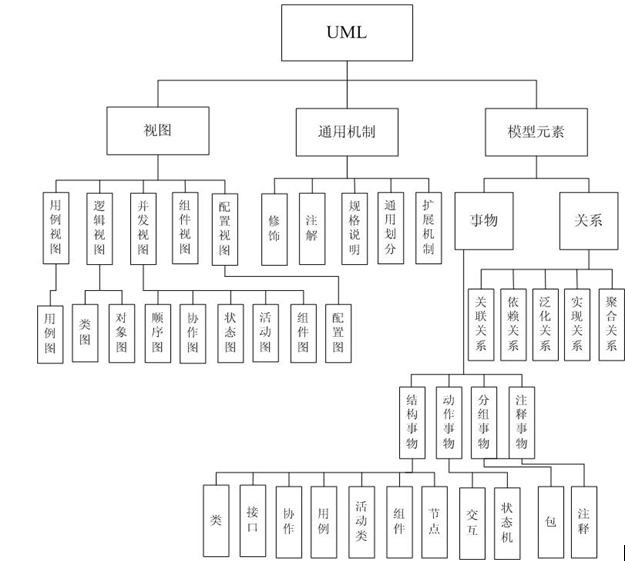 UML
视图
通用机制
模型元素
用例视图
逻辑视图
并发视图
组件视图
配置视图
修饰
注解
规格说明
通用划分
扩展机制
事物
关系
用例图
类图
对象图
顺序图
协作图
状态图
活动图
组件图
配置图
关联关系
依赖关系
泛化关系
实现关系
聚合关系
结构事物
动作事物
分组事物
注释事物
类
接口
协作
用例
活动类
组件
节点
交互
状态机
包
注释